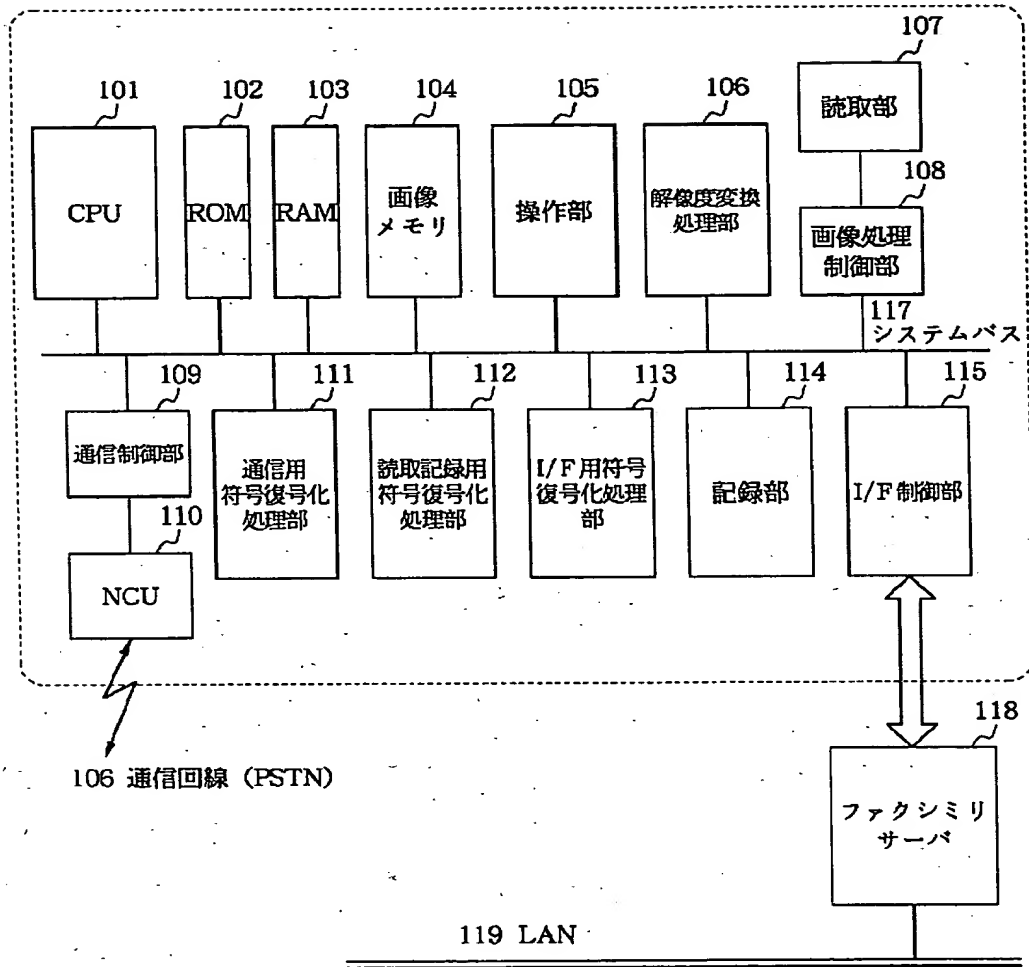 107
101
102
103
104
105
106
読取部
108
CPU
ROM
RAM
画像
メモリ
操作部
解像度変換
処理部
画像処理
制御部
117
システムバス
109
111
112
113
114
115
通信制御部
通信用
符号復号化
処理部
読取記録用
符号復号化
処理部
I/F用符号
復号化処理
部
記録部
I/F制御部
110
NCU
118
106 通信回線 (PSTN)
ファクシミリ
サーバ
119 LAN